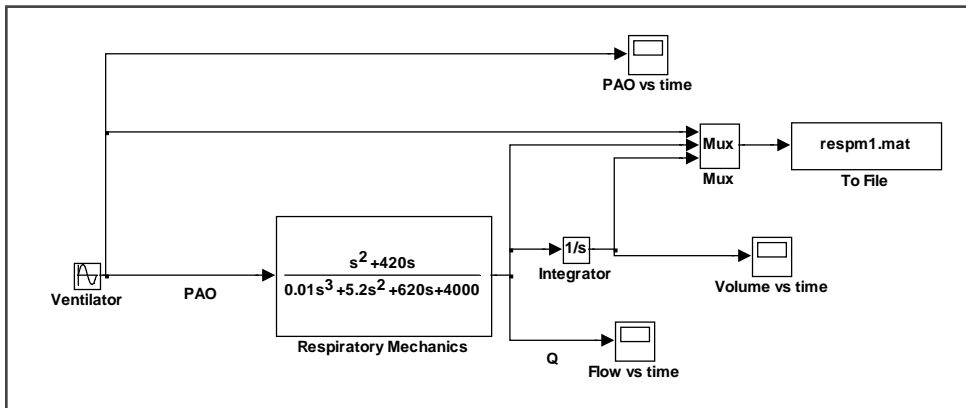 PAO vs time
Mux
Mux
respm1.mat
To File
Ventilator
PAO
s2 +420s
0.01s3 +5.2s2 +620s+4000
Respiratory Mechanics
1/s
Integrator
Volume vs time
Q
Flow vs time